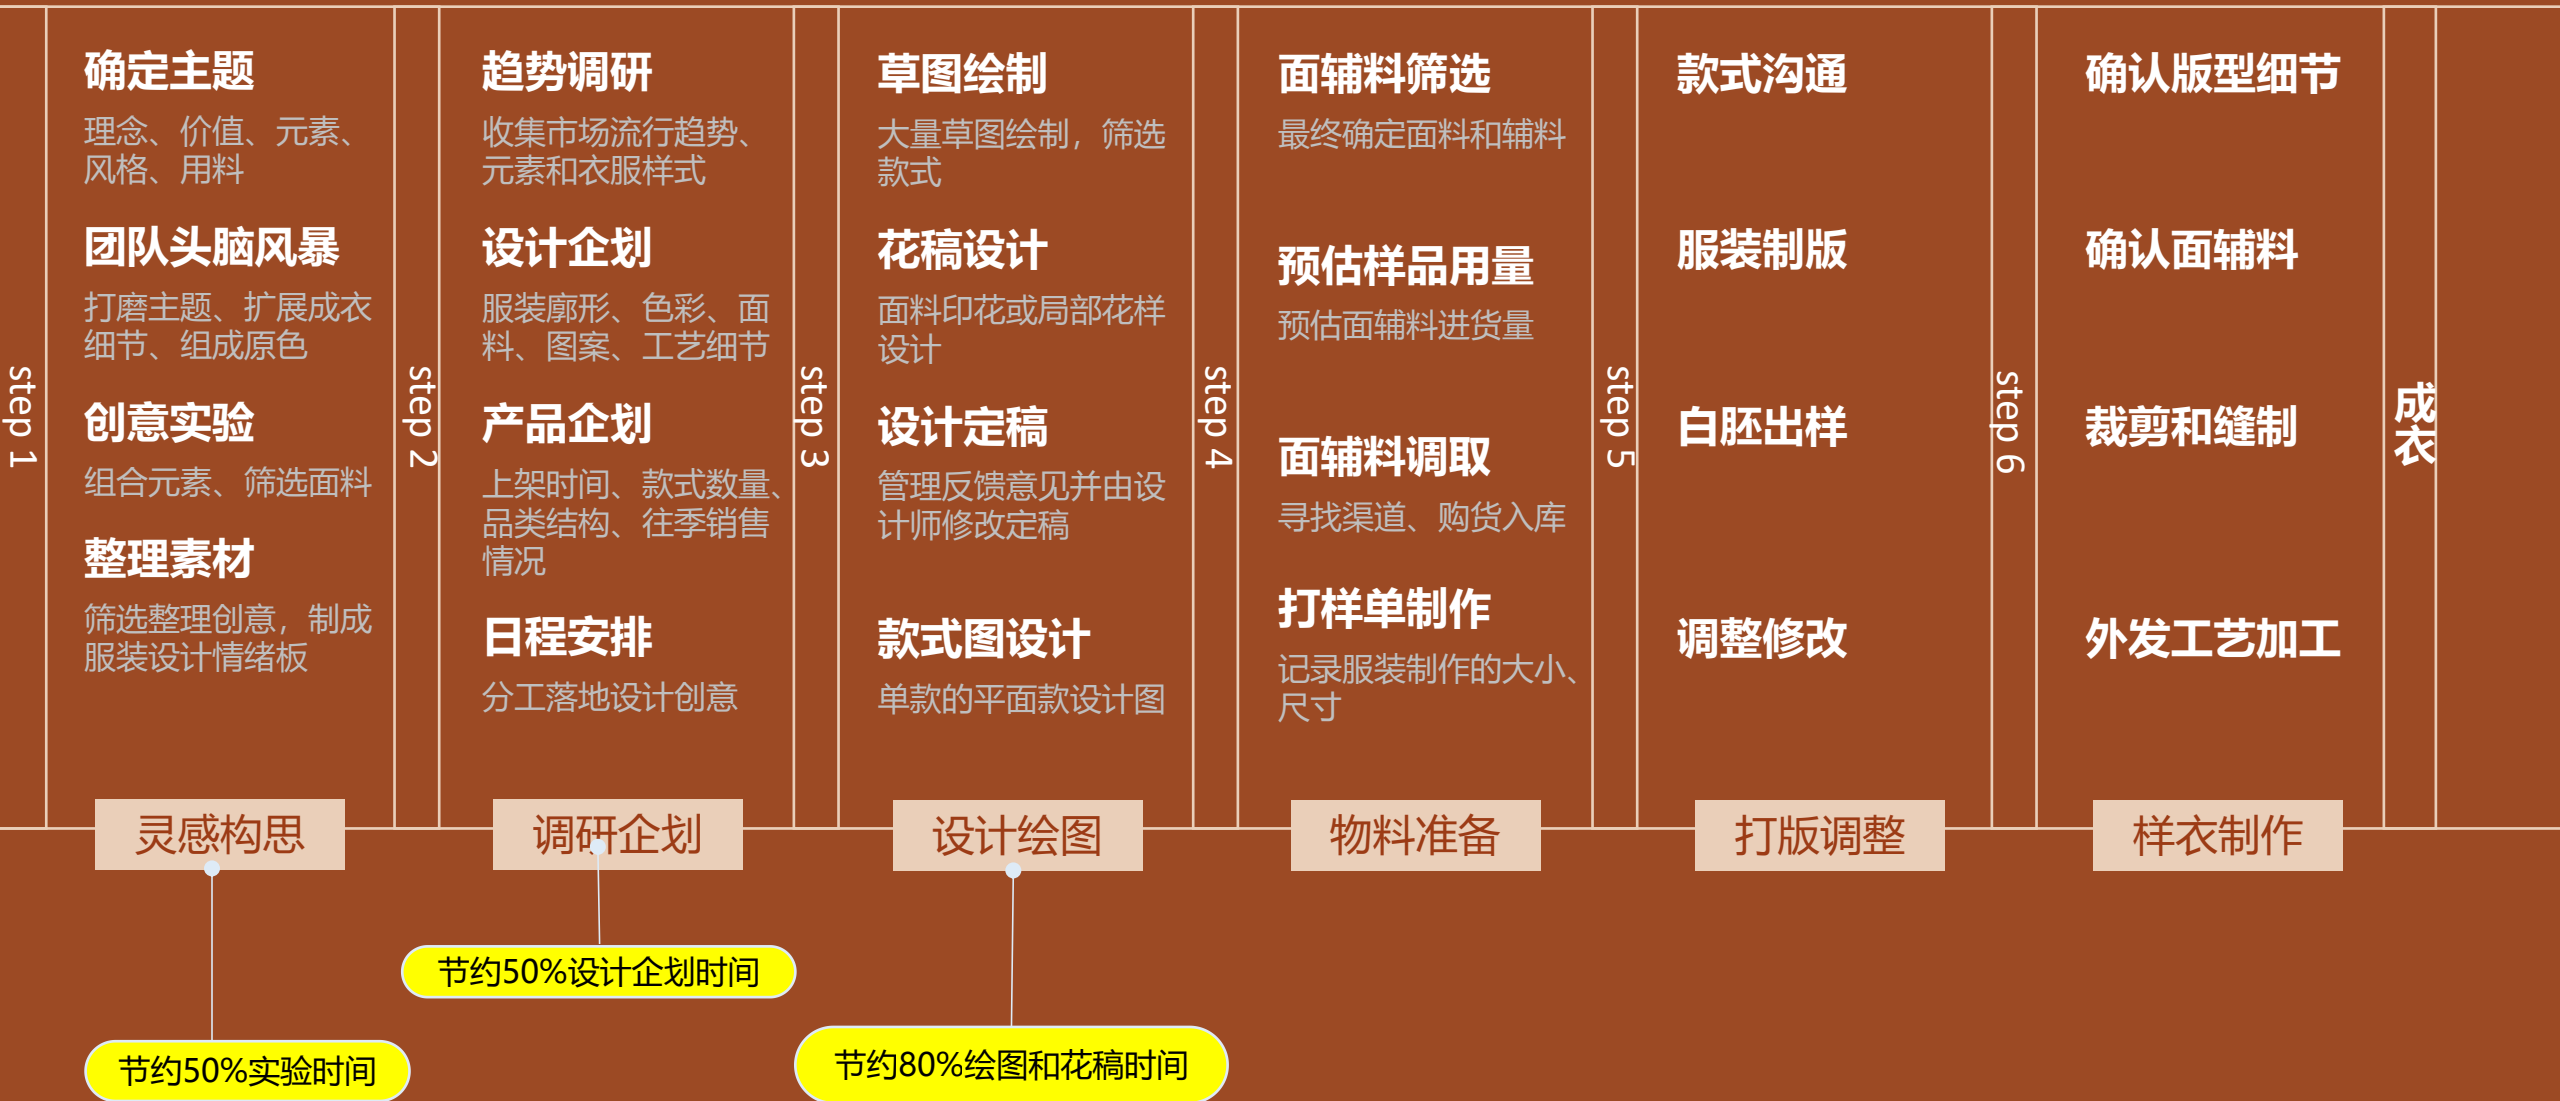 step 1
确定主题
理念、价值、元素、
风格、用料
团队头脑风暴
打磨主题、扩展成衣
细节、组成原色
创意实验
组合元素、筛选面料
整理素材
筛选整理创意，制成
服装设计情绪板
灵感构思
节约50%实验时间
step 2
趋势调研
收集市场流行趋势、
元素和衣服样式
设计企划
服装廓形、色彩、面
料、图案、工艺细节
产品企划
上架时间、款式数量、
品类结构、往季销售
情况
日程安排
分工落地设计创意
调研企划
节约50%设计企划时间
step 3
草图绘制
大量草图绘制，筛选
款式
花稿设计
面料印花或局部花样
设计
设计定稿
管理反馈意见并由设
计师修改定稿
款式图设计
单款的平面款设计图
设计绘图
节约80%绘图和花稿时间
step 4
面辅料筛选
最终确定面料和辅料
预估样品用量
预估面辅料进货量
面辅料调取
寻找渠道、购货入库
打样单制作
记录服装制作的大小、
尺寸
物料准备
step 5
款式沟通
服装制版
白胚出样
调整修改
打版调整
step 6
确认版型细节
确认面辅料
裁剪和缝制
外发工艺加工
样衣制作
成衣